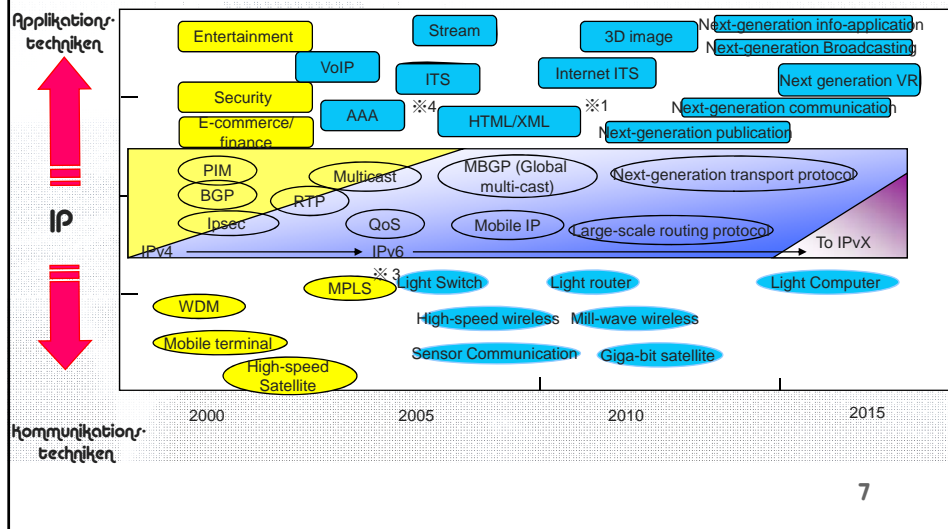 Applikations-
techniken
Entertainment
Stream
3D image
Next-generation info-application
Next-generation Broadcasting
VoIP
ITS
Internet ITS
Next generation VRI
Security
AAA
※4
HTML/XML
※1
Next-generation communication
E-commerce/
finance
Next-generation publication
IP
PIM
Multicast
MBGP (Global
multi-cast)
Next-generation transport protocol
BGP
RTP
Ipsec
QoS
Mobile IP
Large-scale routing protocol
IPv4
IPv6
To IPvX
※ 3
MPLS
Light Switch
Light router
Light Computer
WDM
High-speed wireless
Mill-wave wireless
Mobile terminal
Sensor Communication
Giga-bit satellite
High-speed
Satellite
2000
2005
2010
2015
Kommunikations-
techniken
7